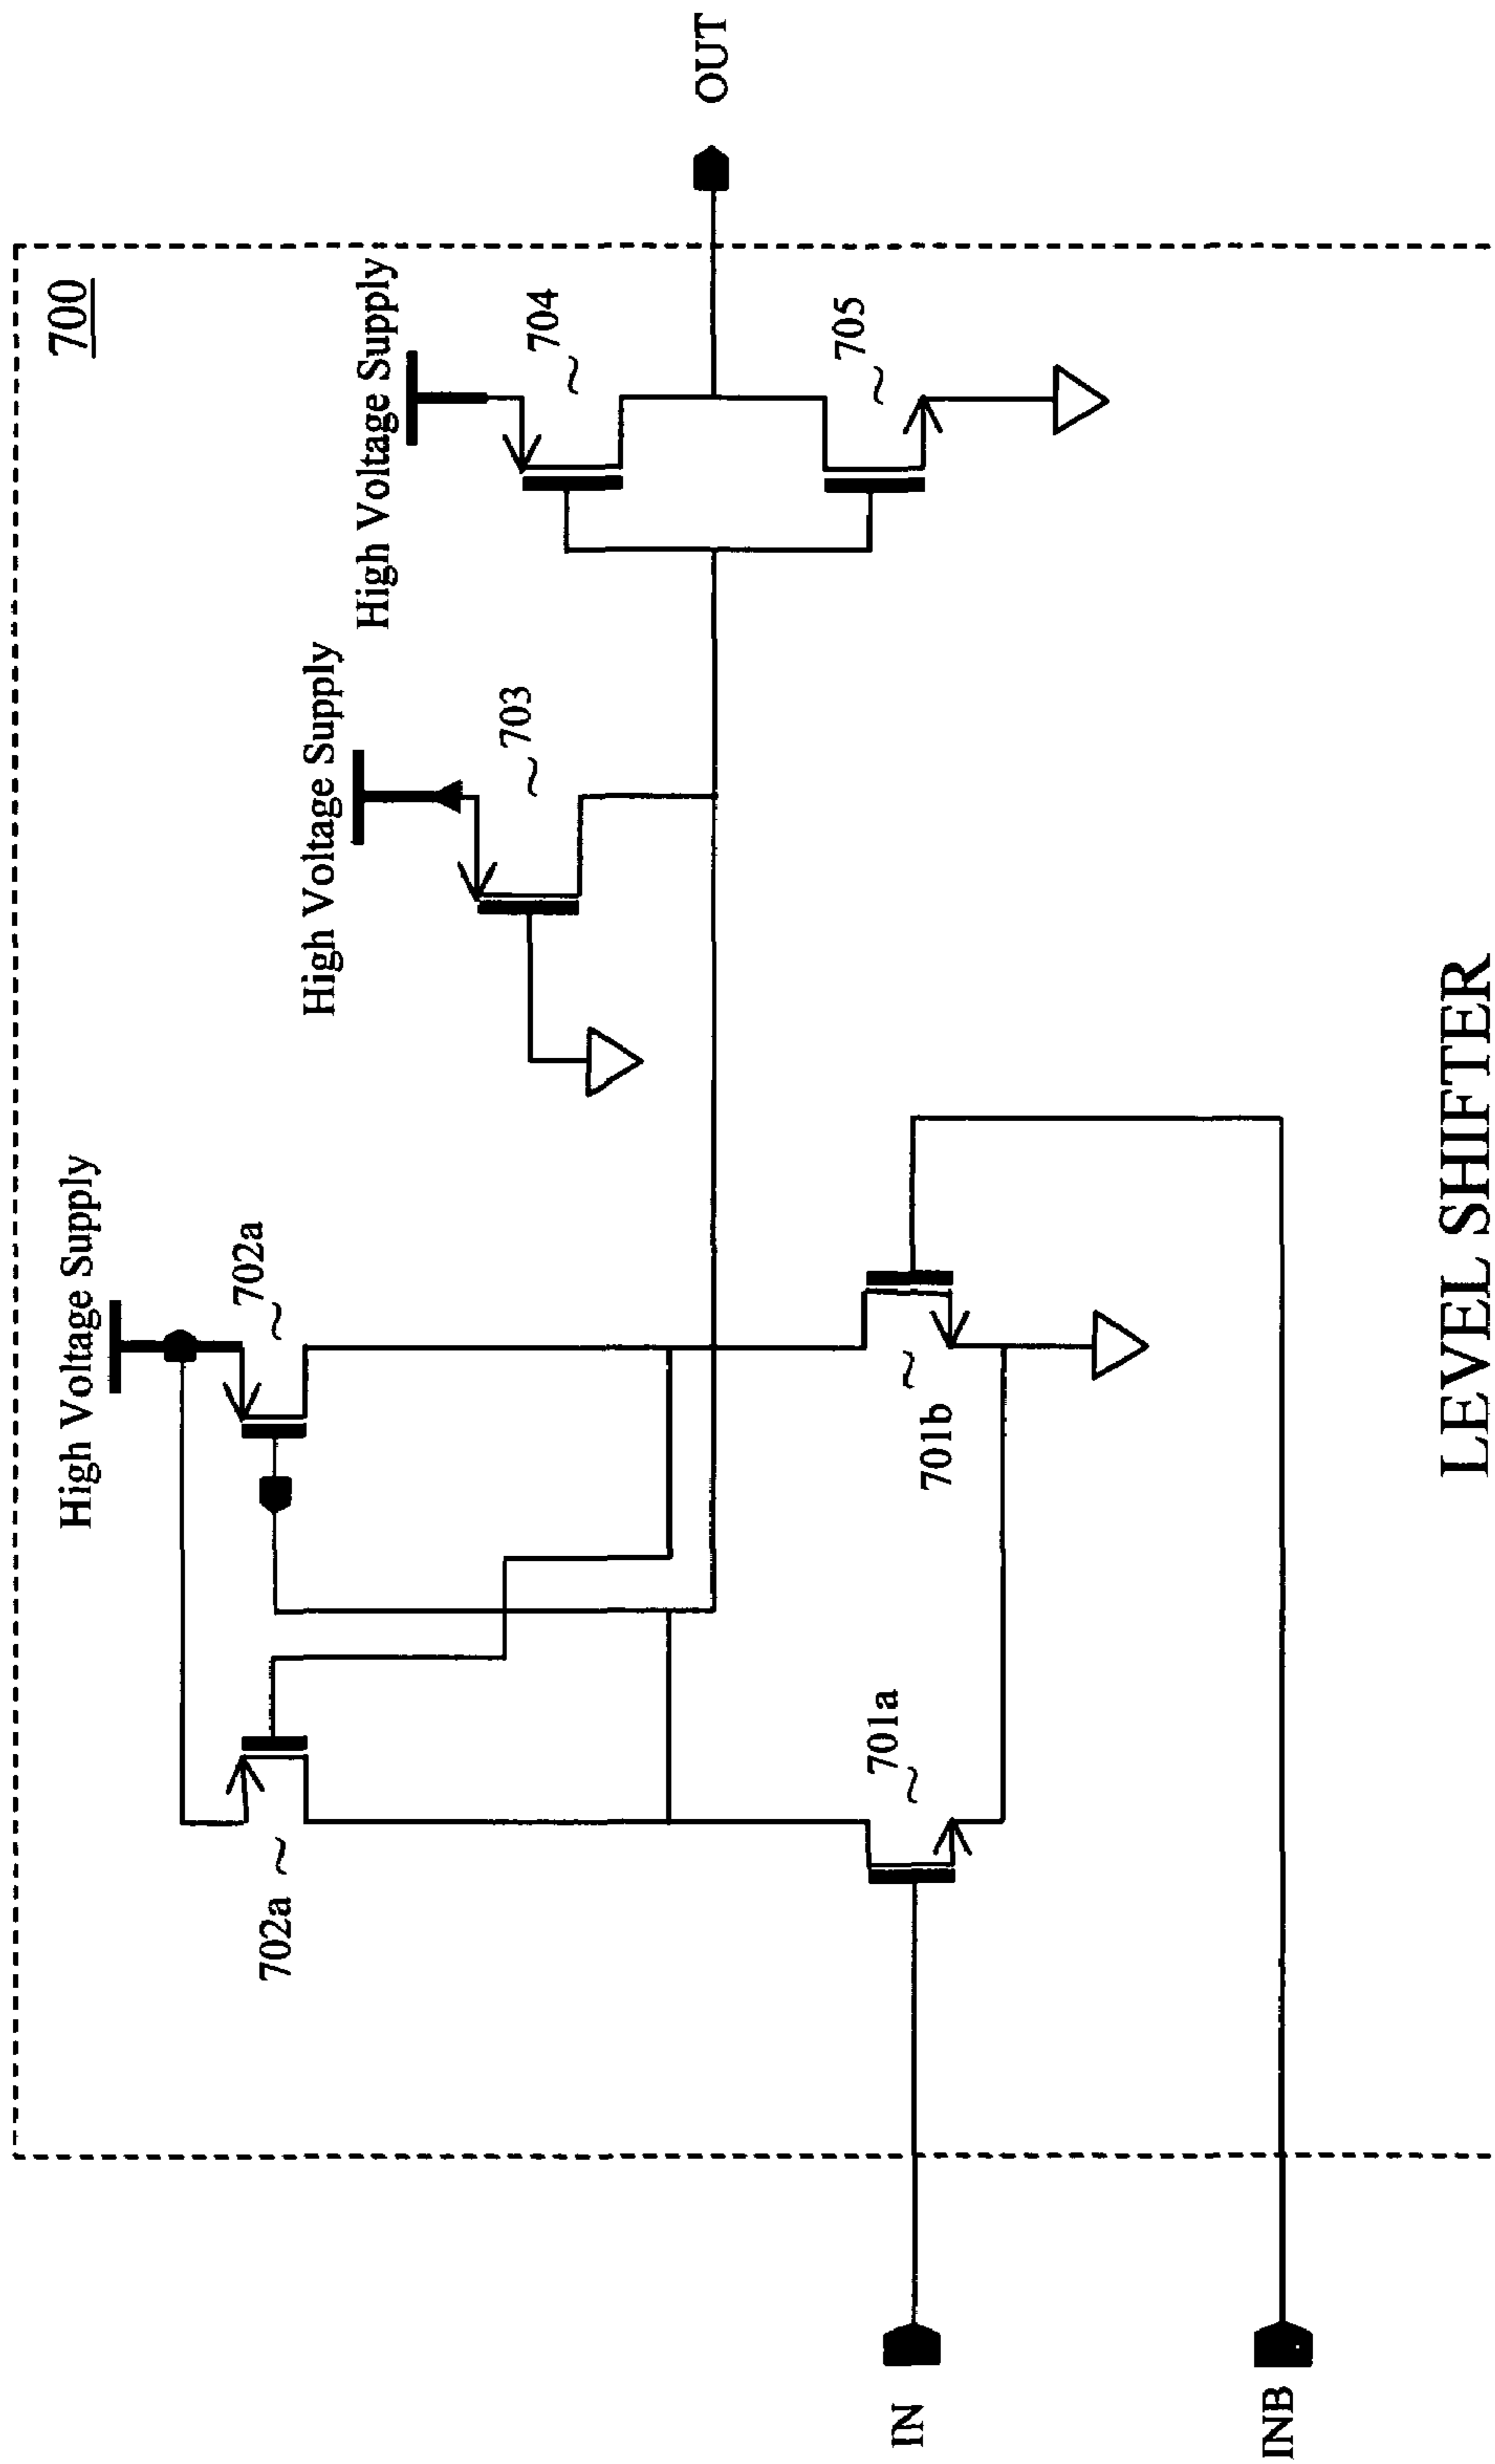 700
High Voltage Supply
702a
702a
High Voltage Supply
703
High Voltage Supply
704
705
OUT
701a
701b
IN
INB
LEVEL SHIFTER